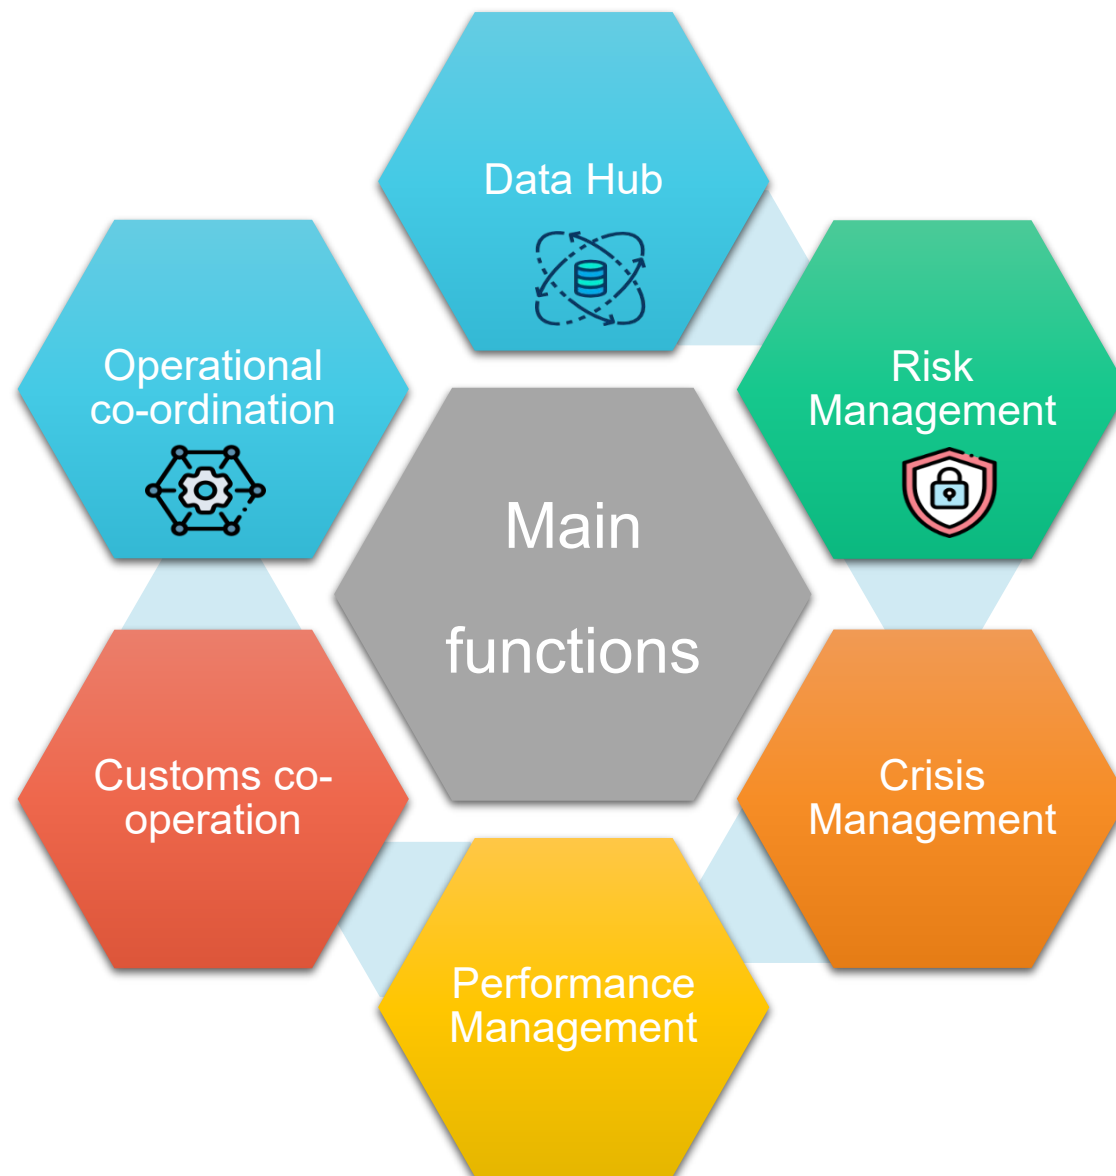 Data Hub
Operational
co-ordination
Risk
Management
Main
functions
Customs co-
operation
Crisis
Management
Performance
Management